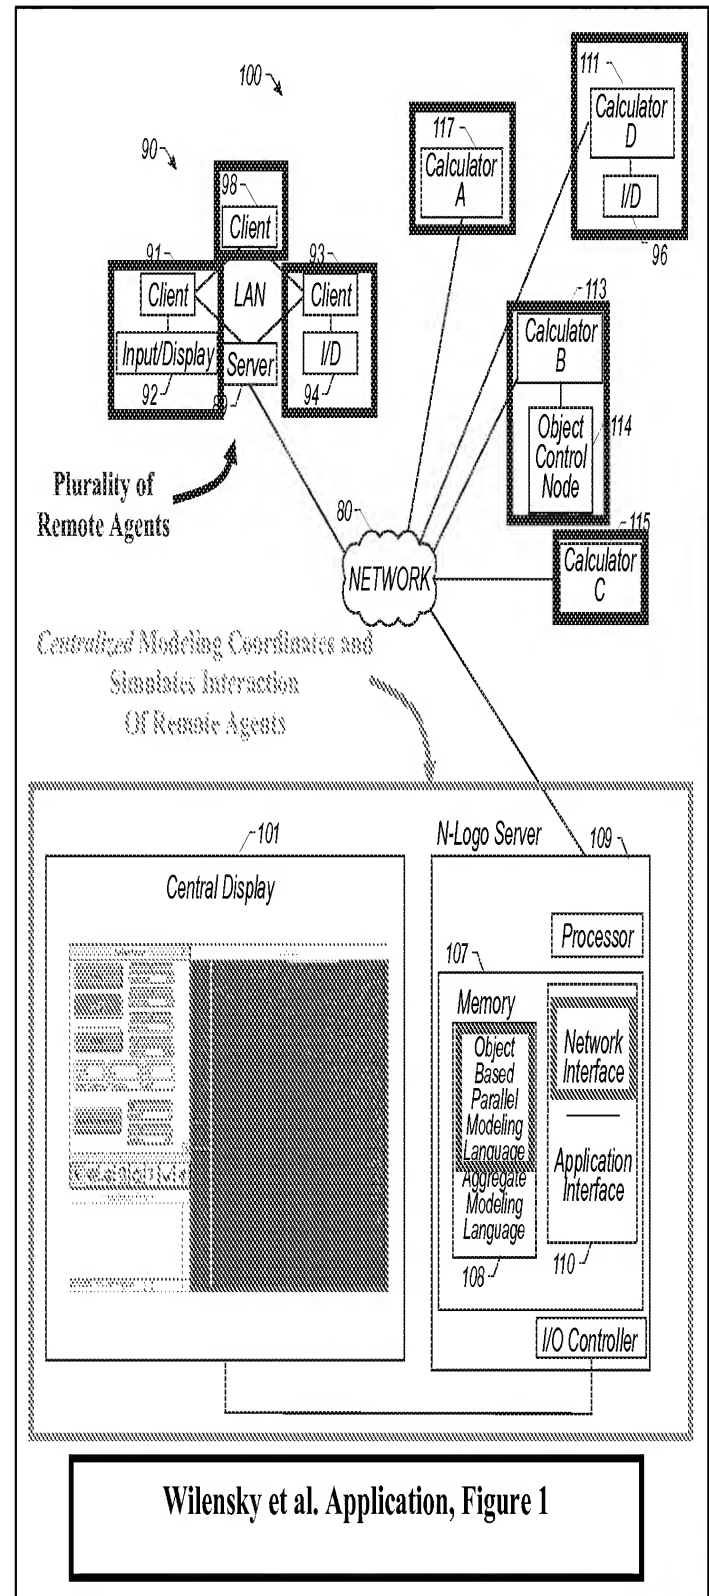 100
111
Calculator
D
I/D
96
117
Calculator
A
90
98
Client
91
93
Client
LAN
Client
Input/Display
Server
I/D
92
94
113
Calculator
B
Object
Control
Node
114
Plurality of
Remote Agents
80
NETWORK
115
Calculator
C
Centralized Modeling Coordinates and
Simulates Interaction
Of Remote Agents
101
Central Display
N-Logo Server
109
Processor
107
Memory
Object
Based
Parallel
Modeling
Language
Aggregate
Modeling
Language
108
Network
Interface
Application
Interface
110
I/O Controller
Wilensky et al. Application, Figure 1